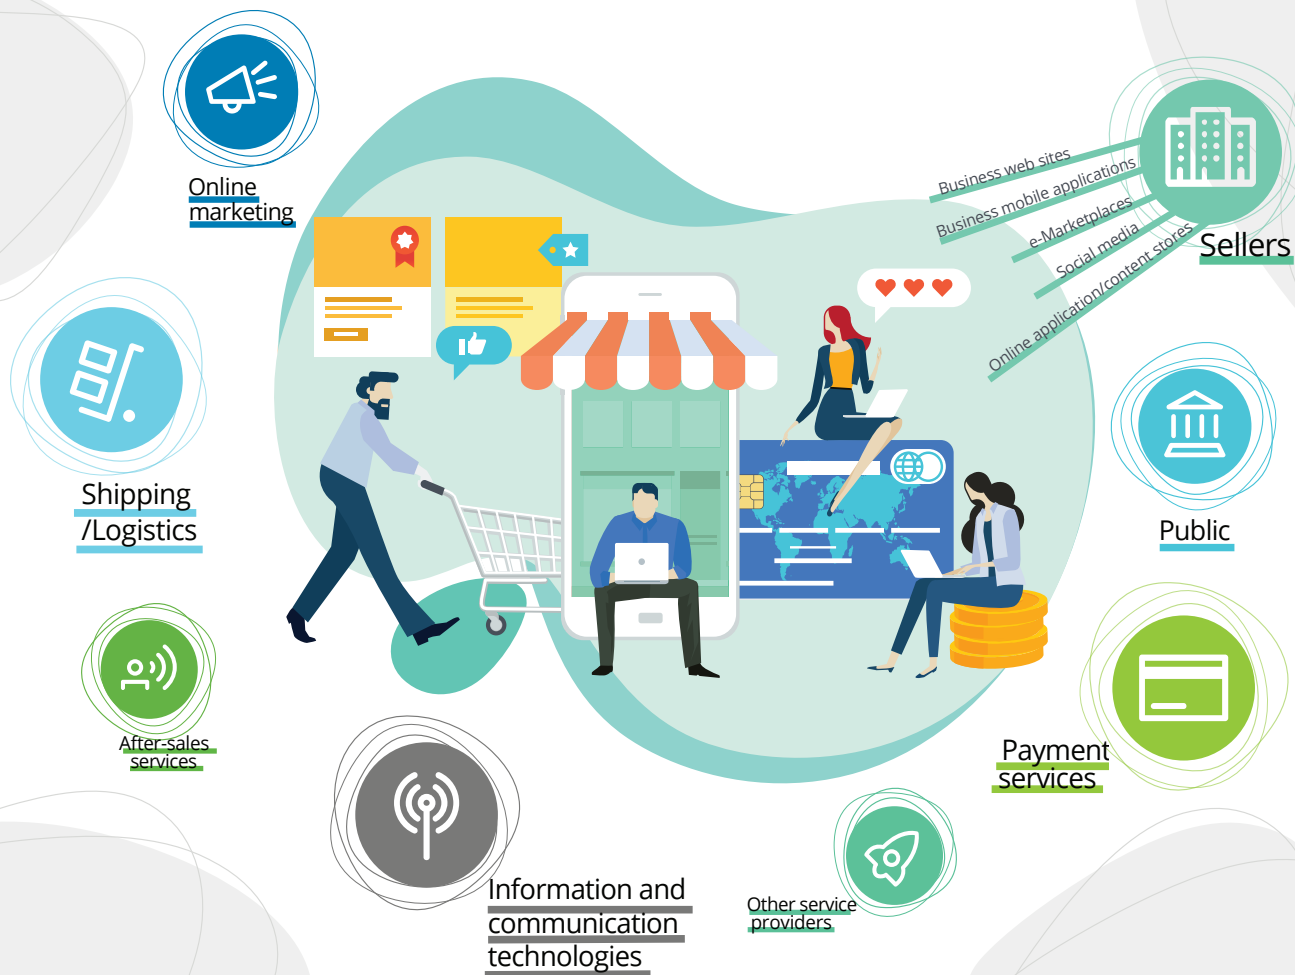 Online
marketing
Business web sites
Business mobile applications
e-Marketplaces
Social media
Online application/content stores
Sellers
Shipping
/Logistics
Public
After-sales
services
Payment
services
Information and
communication
technologies
Other service
providers